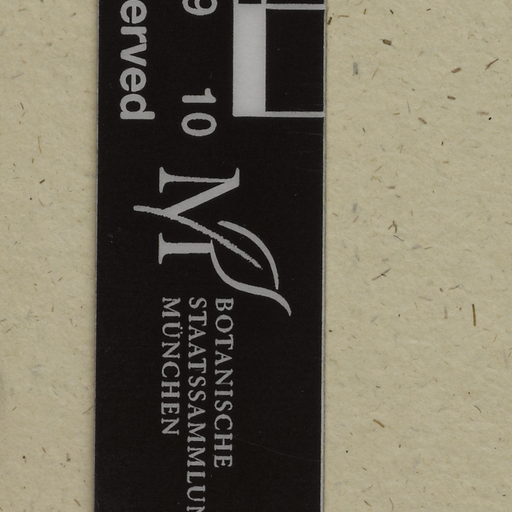 erved
9 10
M
BOTANISCHE
STAATSSAMMLUN
MÜNCHEN